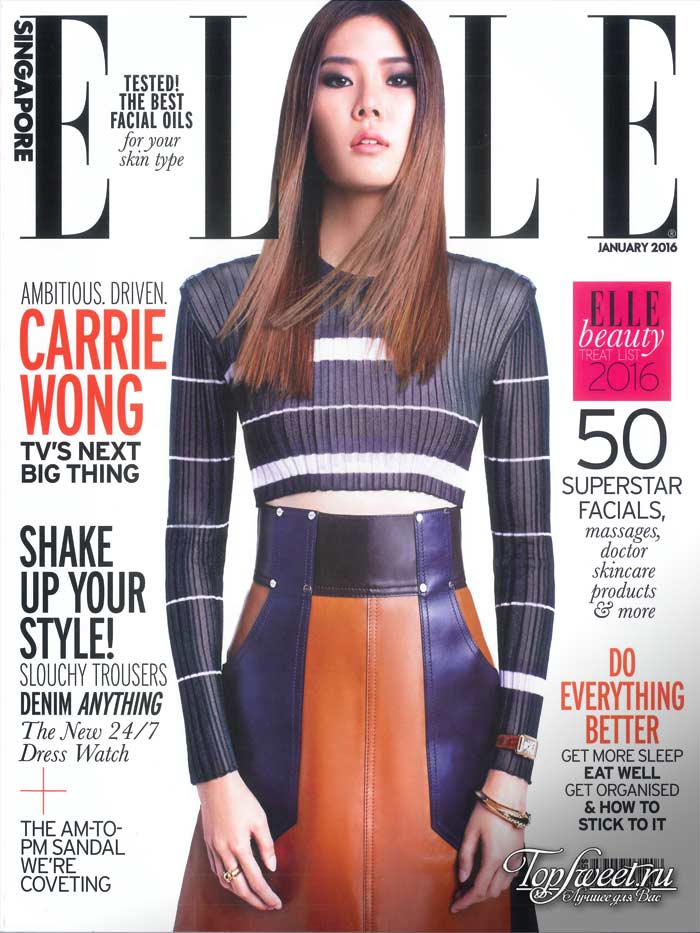 SINGAPORE
ELLE
TESTED!
THE BEST
FACIAL OILS
for your
skin type
®
JANUARY 2016
AMBITIOUS. DRIVEN.
CARRIE
WONG
TV'S NEXT
BIG THING
SHAKE
UP YOUR
STYLE!
SLOUCHY TROUSERS
DENIM ANYTHING
The New 24/7
Dress Watch
+
THE AM-TO-
PM SANDAL
WE'RE
COVETING
ELLE
beauty
TREAT LIST
2016
50
SUPERSTAR
FACIALS,
massages,
doctor
skincare
products
& more
DO
EVERYTHING
BETTER
GET MORE SLEEP
EAT WELL
GET ORGANISED
& HOW TO
STICK TO IT
TopSweet.ru
Лучшее для Вас